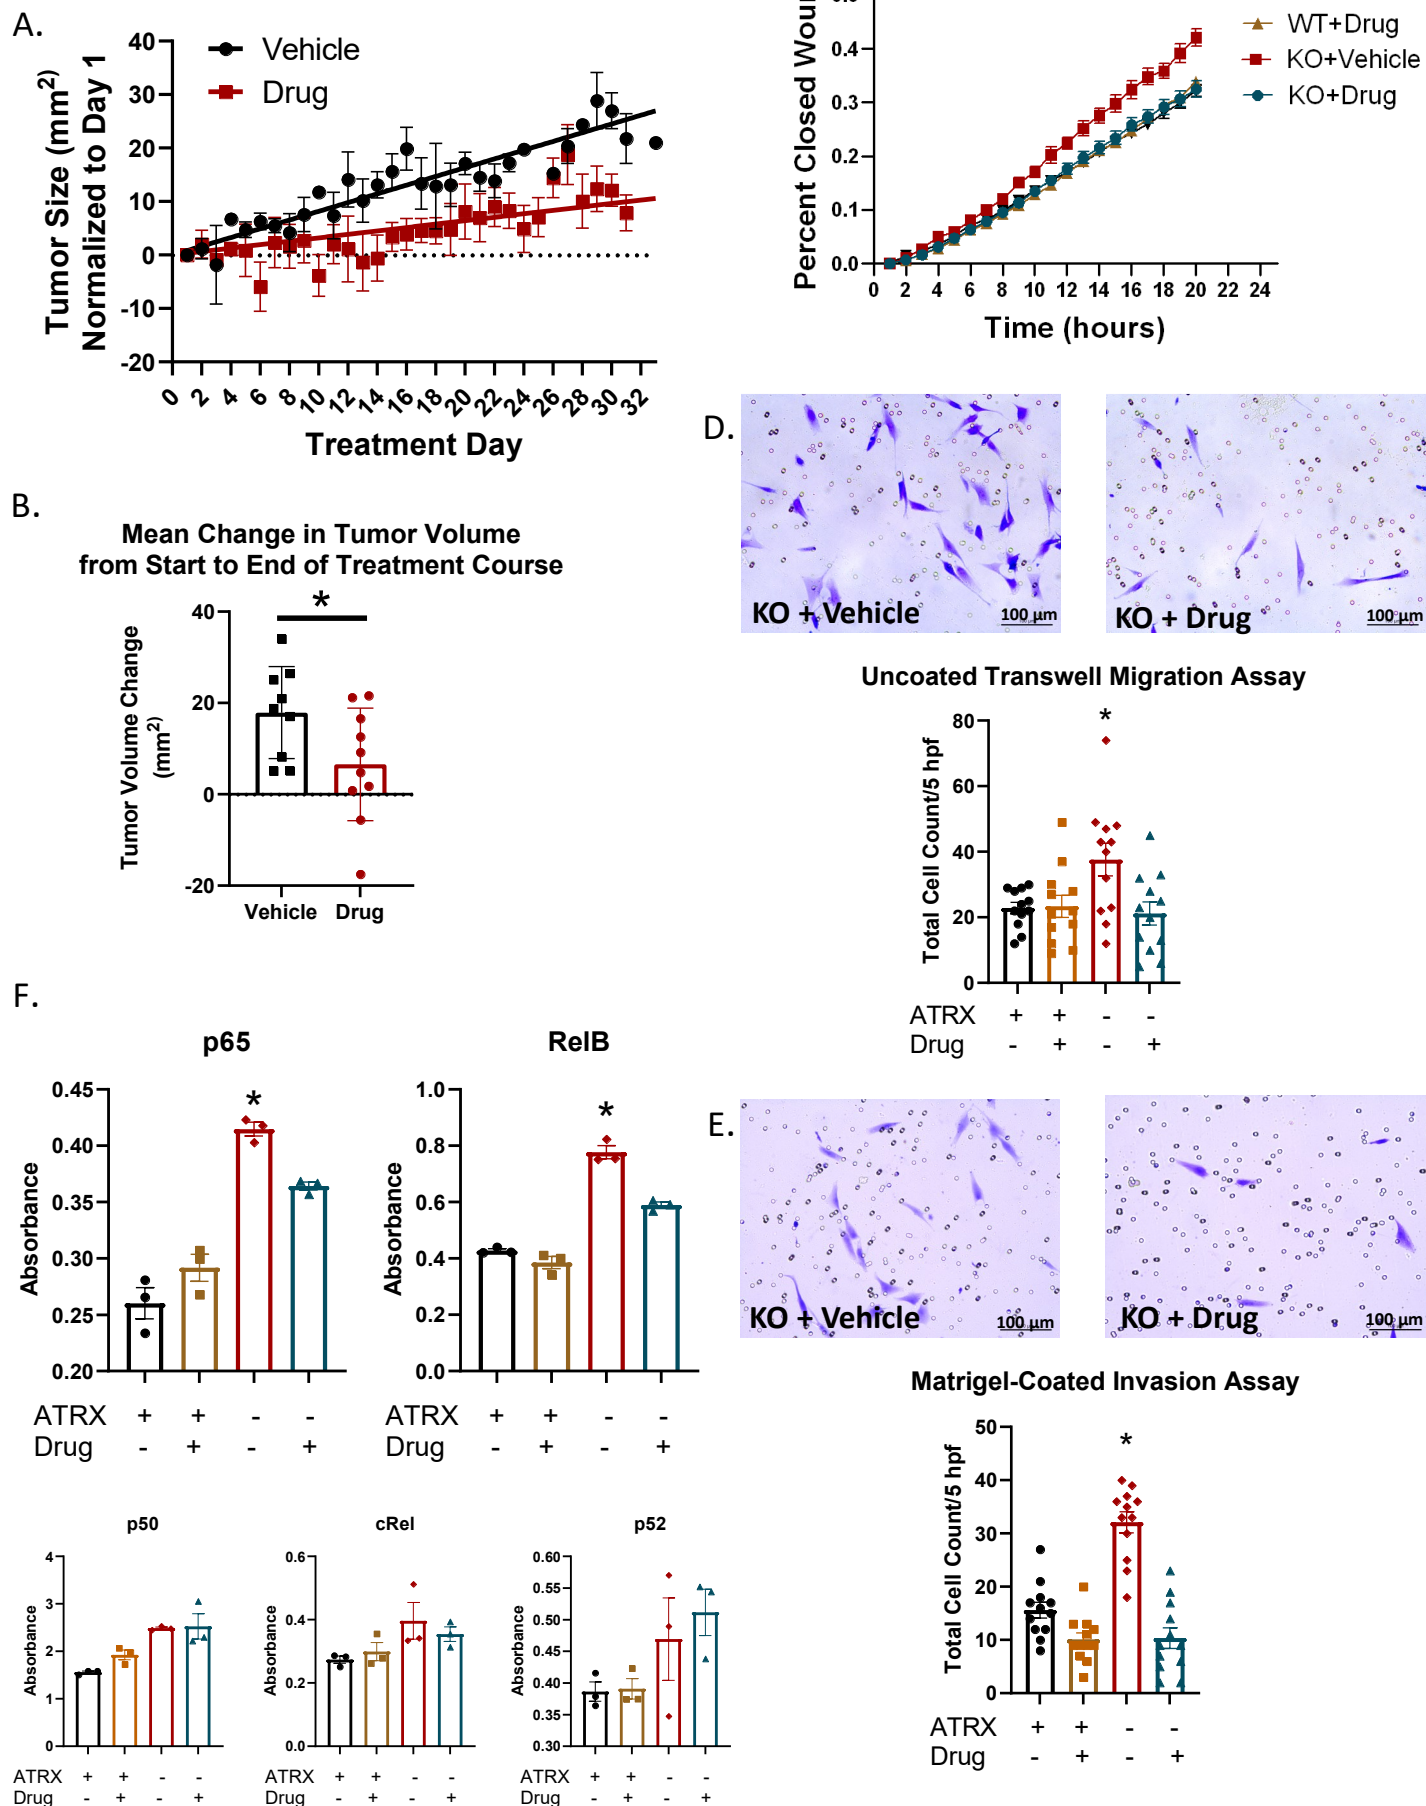 A.
Tumor Size (mm2)
Normalized to Day 1
40
30
20
10
0
-10
-20
Vehicle
Drug
0 2 4 6 8 10 12 14 16 18 20 22 24 26 28 30 32
Treatment Day
Percent Closed Wou
0.4
0.3
0.2
0.1
0.0
WT+Drug
KO+Vehicle
KO+Drug
0 2 4 6 8 10 12 14 16 18 20 22 24
Time (hours)
B.
Mean Change in Tumor Volume
from Start to End of Treatment Course
Tumor Volume Change
(mm2)
40
20
0
-20
*
Vehicle Drug
D.
KO + Vehicle
100 µm
KO + Drug
100 µm
Uncoated Transwell Migration Assay
Total Cell Count/5 hpf
80
60
40
20
0
*
ATRX + + - -
Drug - + - +
E.
KO + Vehicle
100 µm
KO + Drug
100 µm
Matrigel-Coated Invasion Assay
Total Cell Count/5 hpf
50
40
30
20
10
0
*
ATRX + + - -
Drug - + - +
F.
p65
Absorbance
0.45
0.40
0.35
0.30
0.25
0.20
*
ATRX + + - -
Drug - + - +
RelB
Absorbance
1.0
0.8
0.6
0.4
0.2
0.0
*
ATRX + + - -
Drug - + - +
p50
Absorbance
4
3
2
1
0
ATRX + + - -
Drug - + - +
cRel
Absorbance
0.6
0.4
0.2
0.0
ATRX + + - -
Drug - + - +
p52
Absorbance
0.60
0.55
0.50
0.45
0.40
0.35
0.30
ATRX + + - -
Drug - + - +